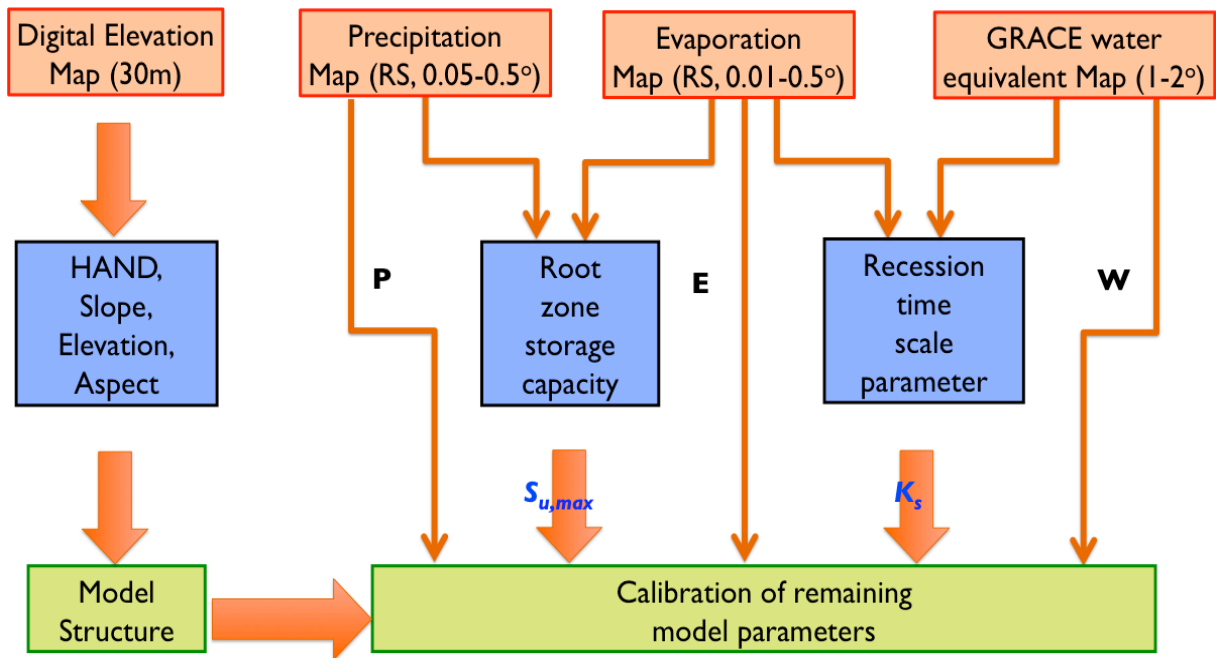 Digital Elevation
Map (30m)
Precipitation
Map (RS, 0.05-0.5°)
Evaporation
Map (RS, 0.01-0.5°)
GRACE water
equivalent Map (1-2°)
HAND,
Slope,
Elevation,
Aspect
P
Root
zone
storage
capacity
E
Recession
time
scale
parameter
W
Su,max
Ks
Model
Structure
Calibration of remaining
model parameters